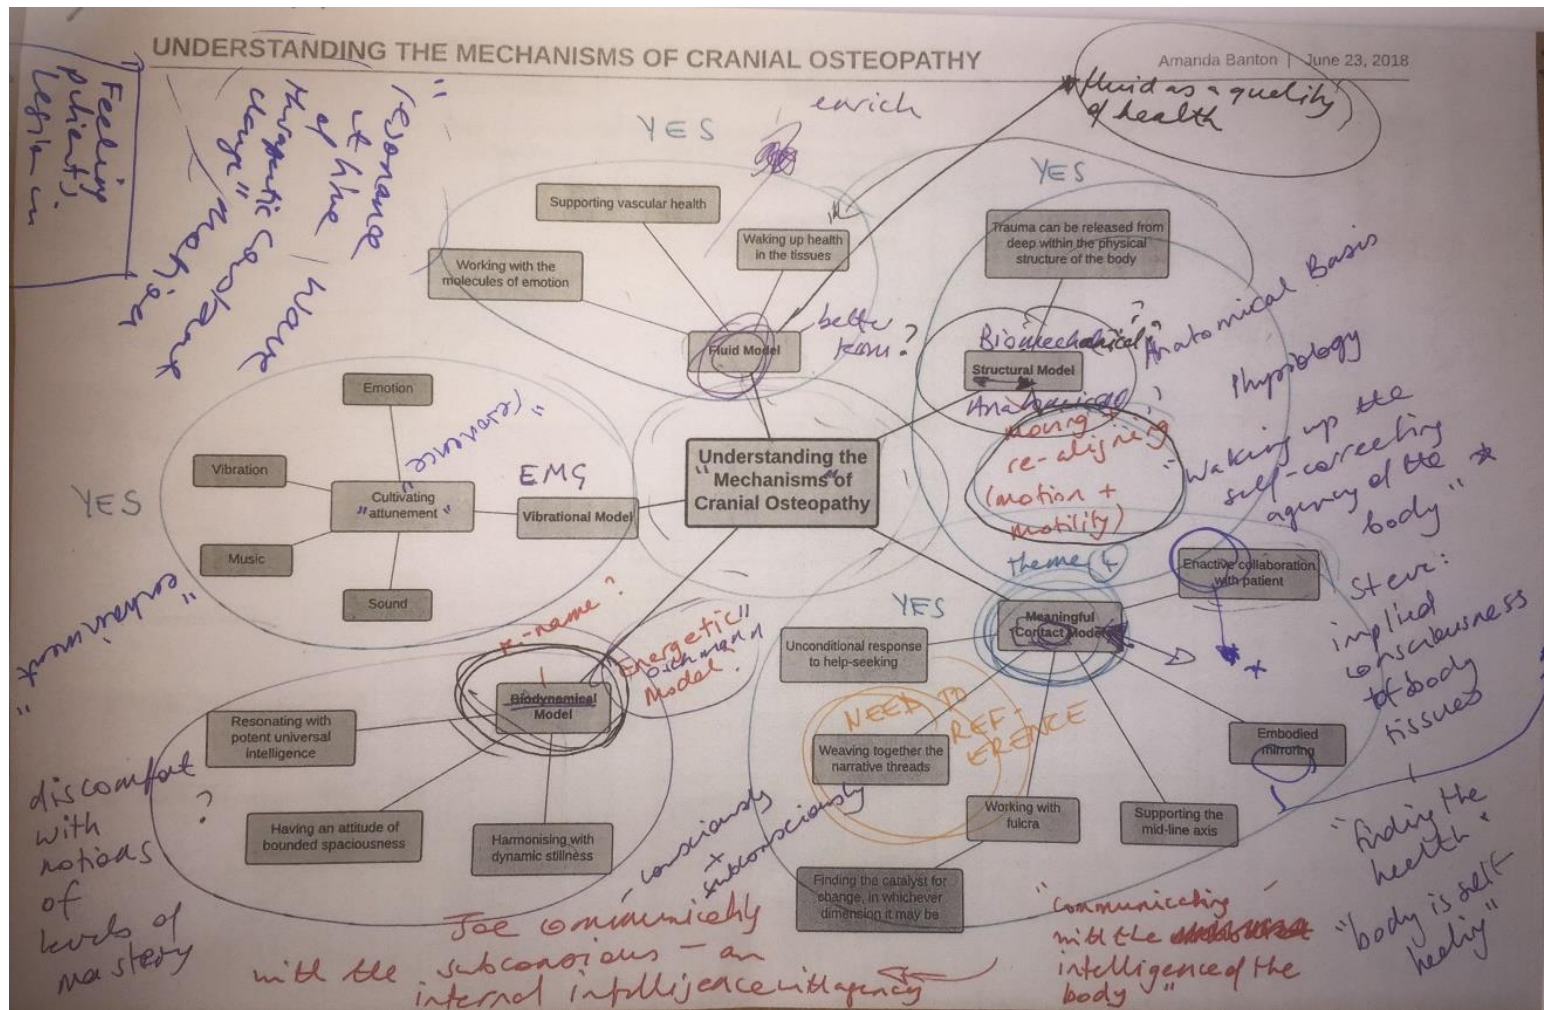 UNDERSTANDING THE MECHANISMS OF CRANIAL OSTEOPATHY
Amanda Banton | June 23, 2018
fluid as a quality
of health
"Feeling
patients'
"resonance
at the
of
therapeutic
change"
Wave
enrich
YES
Supporting vascular health
Waking up health
in the tissues
Working with the
molecules of emotion
Fluid Model
better
term?
YES
Trauma can be released from
deep within the physical
structure of the body
Biomechanical?
Structural Model
Anatomical Basis
Physiology
moving +
re-aligning
(motion +
motility)
"Waking up the
self-correcting
agency of the
body"
Emotion
Vibration
"resonance"
EMG
Cultivating
"attunement"
Vibrational Model
YES
Music
Sound
Understanding the
"Mechanisms" of
Cranial Osteopathy
theme 4
Enactive collaboration
with patient
YES
Meaningful
Contact Model
Unconditional response
to help-seeking
Steve:
implied
consciousness
of body
tissues
"entrainment"
re-name?
"Energetic"
Model?
Biodynamical
Model
Resonating with
potent universal
intelligence
NEED TO
REF-
ERENCE
Weaving together the
narrative threads
Embodied
mirroring
Working with
fulcra
Supporting the
mid-line axis
Having an attitude of
bounded spaciousness
Harmonising with
dynamic stillness
discomfort
with
notions
of
levels of
mastery
?
- consciously
+
subconsciously
Finding the catalyst for
change, in whichever
dimension it may be
"finding the
health"
"body is self
healing"
Joe communicating
with the subconscious - an
internal intelligence with agency
"communicating
with the
intelligence of the
body"